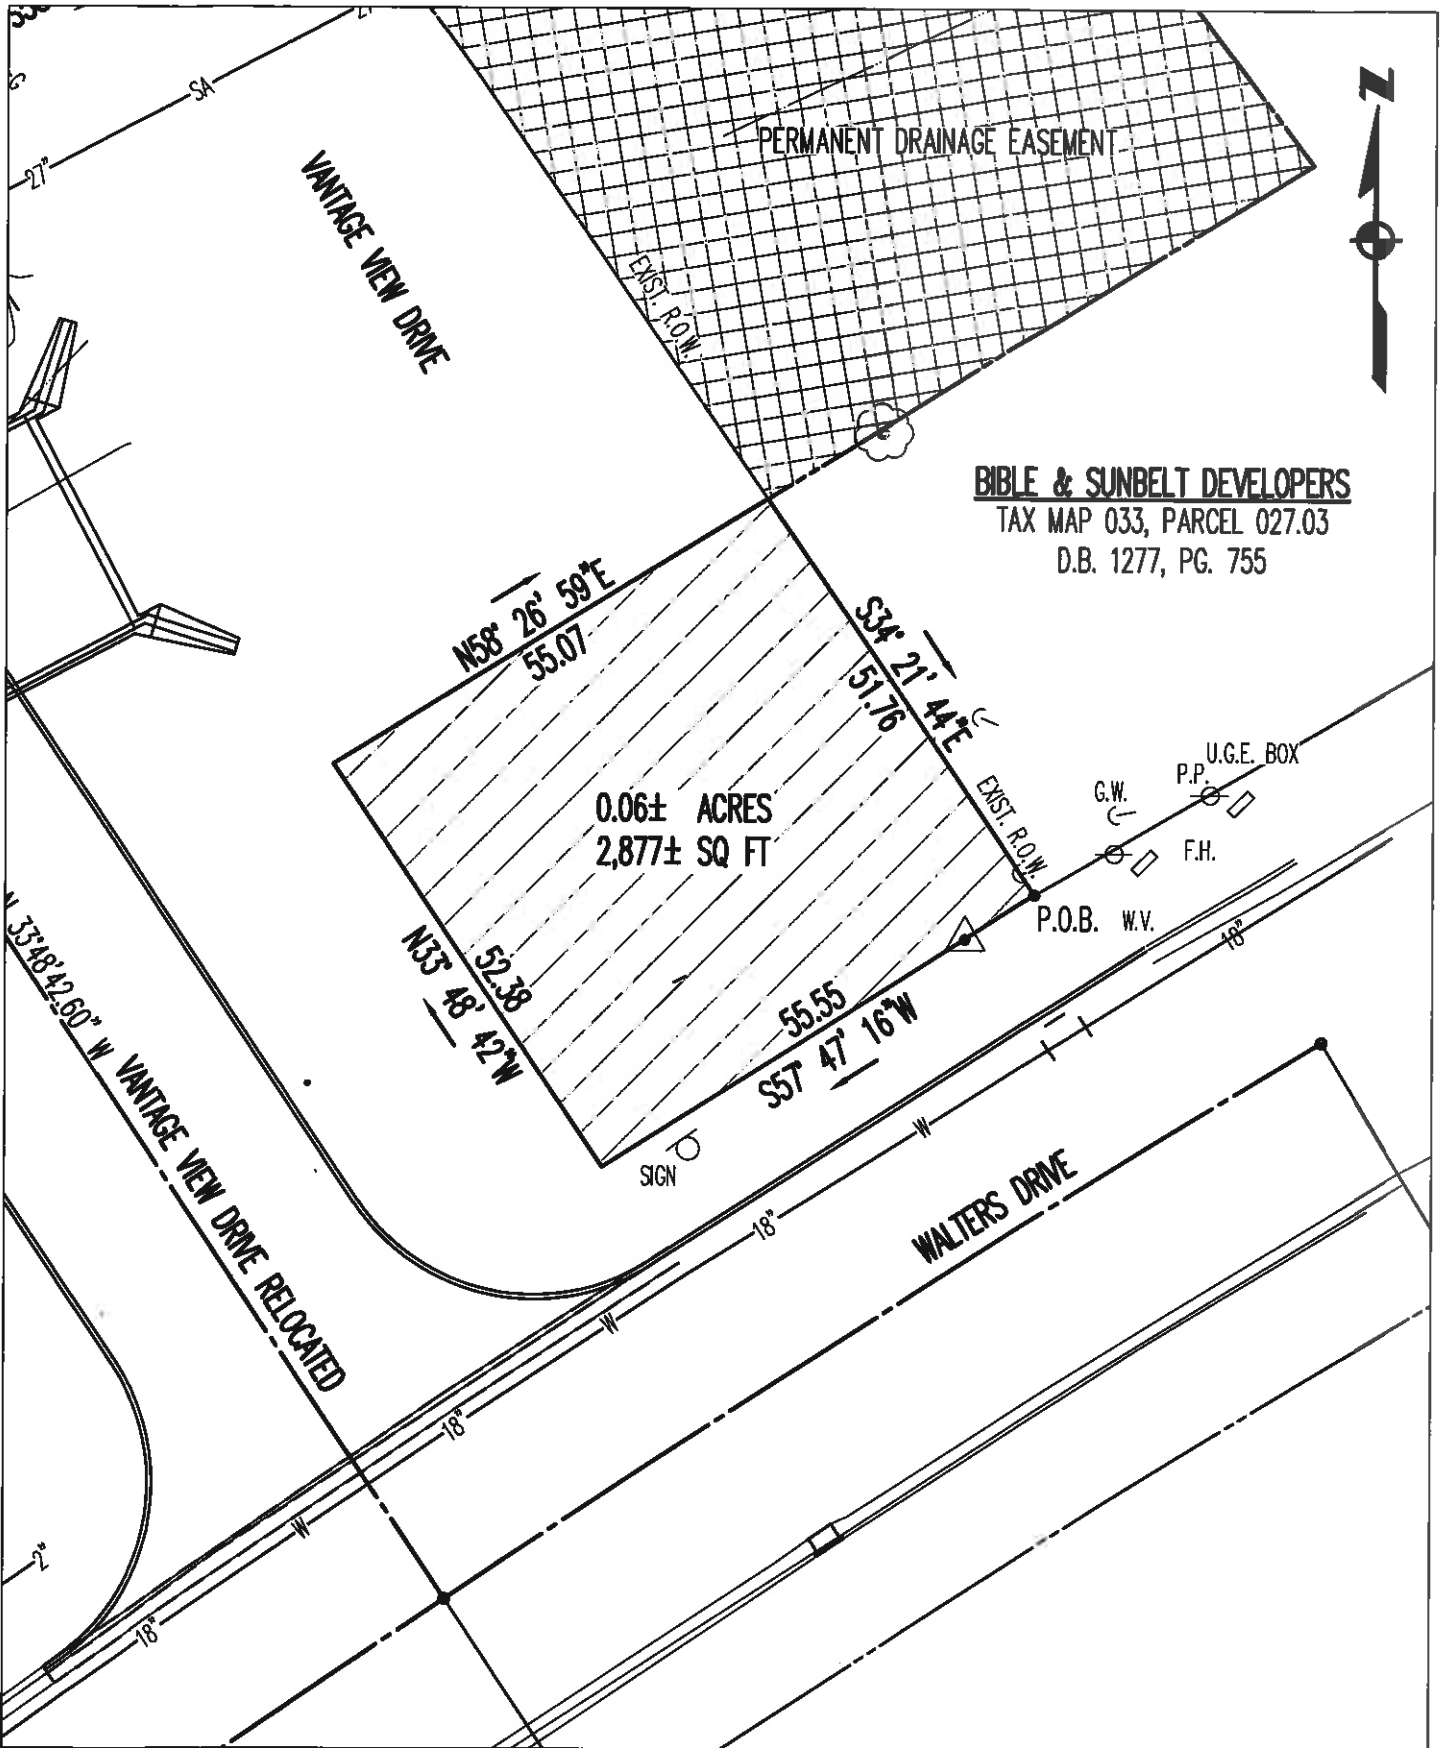 SA
27"
VANTAGE VIEW DRIVE
PERMANENT DRAINAGE EASEMENT
N
EXIST. R.O.W.
BIBLE & SUNBELT DEVELOPERS
TAX MAP 033, PARCEL 027.03
D.B. 1277, PG. 755
N58° 26' 59"E
55.07
S34° 21' 44"E
51.76
EXIST. R.O.W.
U.G.E. BOX
P.P.
G.W.
F.H.
0.06± ACRES
2,877± SQ FT
P.O.B.
W.V.
18"
N33° 48' 42"W
52.38
55.55
S57° 47' 16"W
SIGN
N 33°48'42.60" W
VANTAGE VIEW DRIVE RELOCATED
W
18"
WALTERS DRIVE
W
18"
W
2"
18"